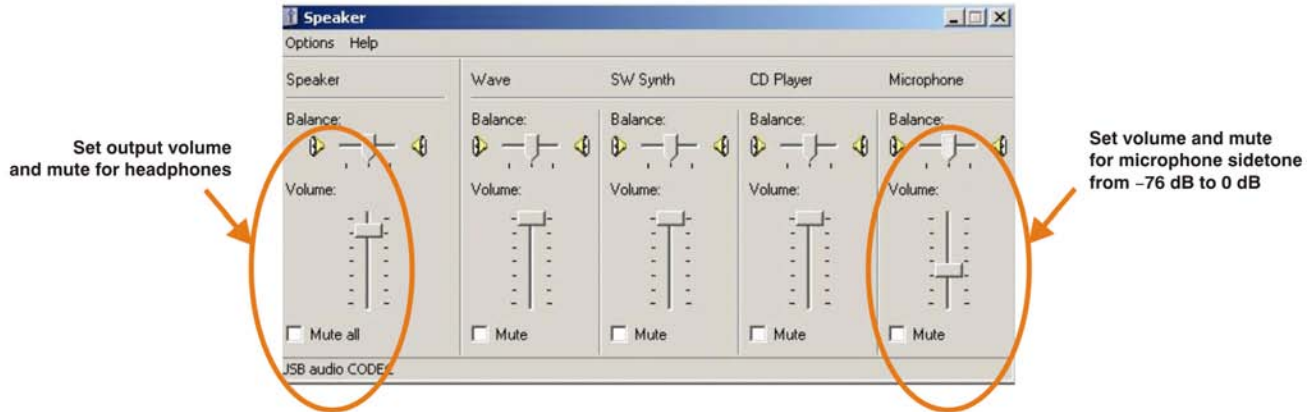 Speaker
Options Help
Speaker
Wave
SW Synth
CD Player
Microphone
Balance:
Balance:
Balance:
Balance:
Balance:
Set output volume
and mute for headphones
Set volume and mute
for microphone sidetone
from −76 dB to 0 dB
Volume:
Volume:
Volume:
Volume:
Volume:
Mute all
Mute
Mute
Mute
Mute
JSB audio CODEC